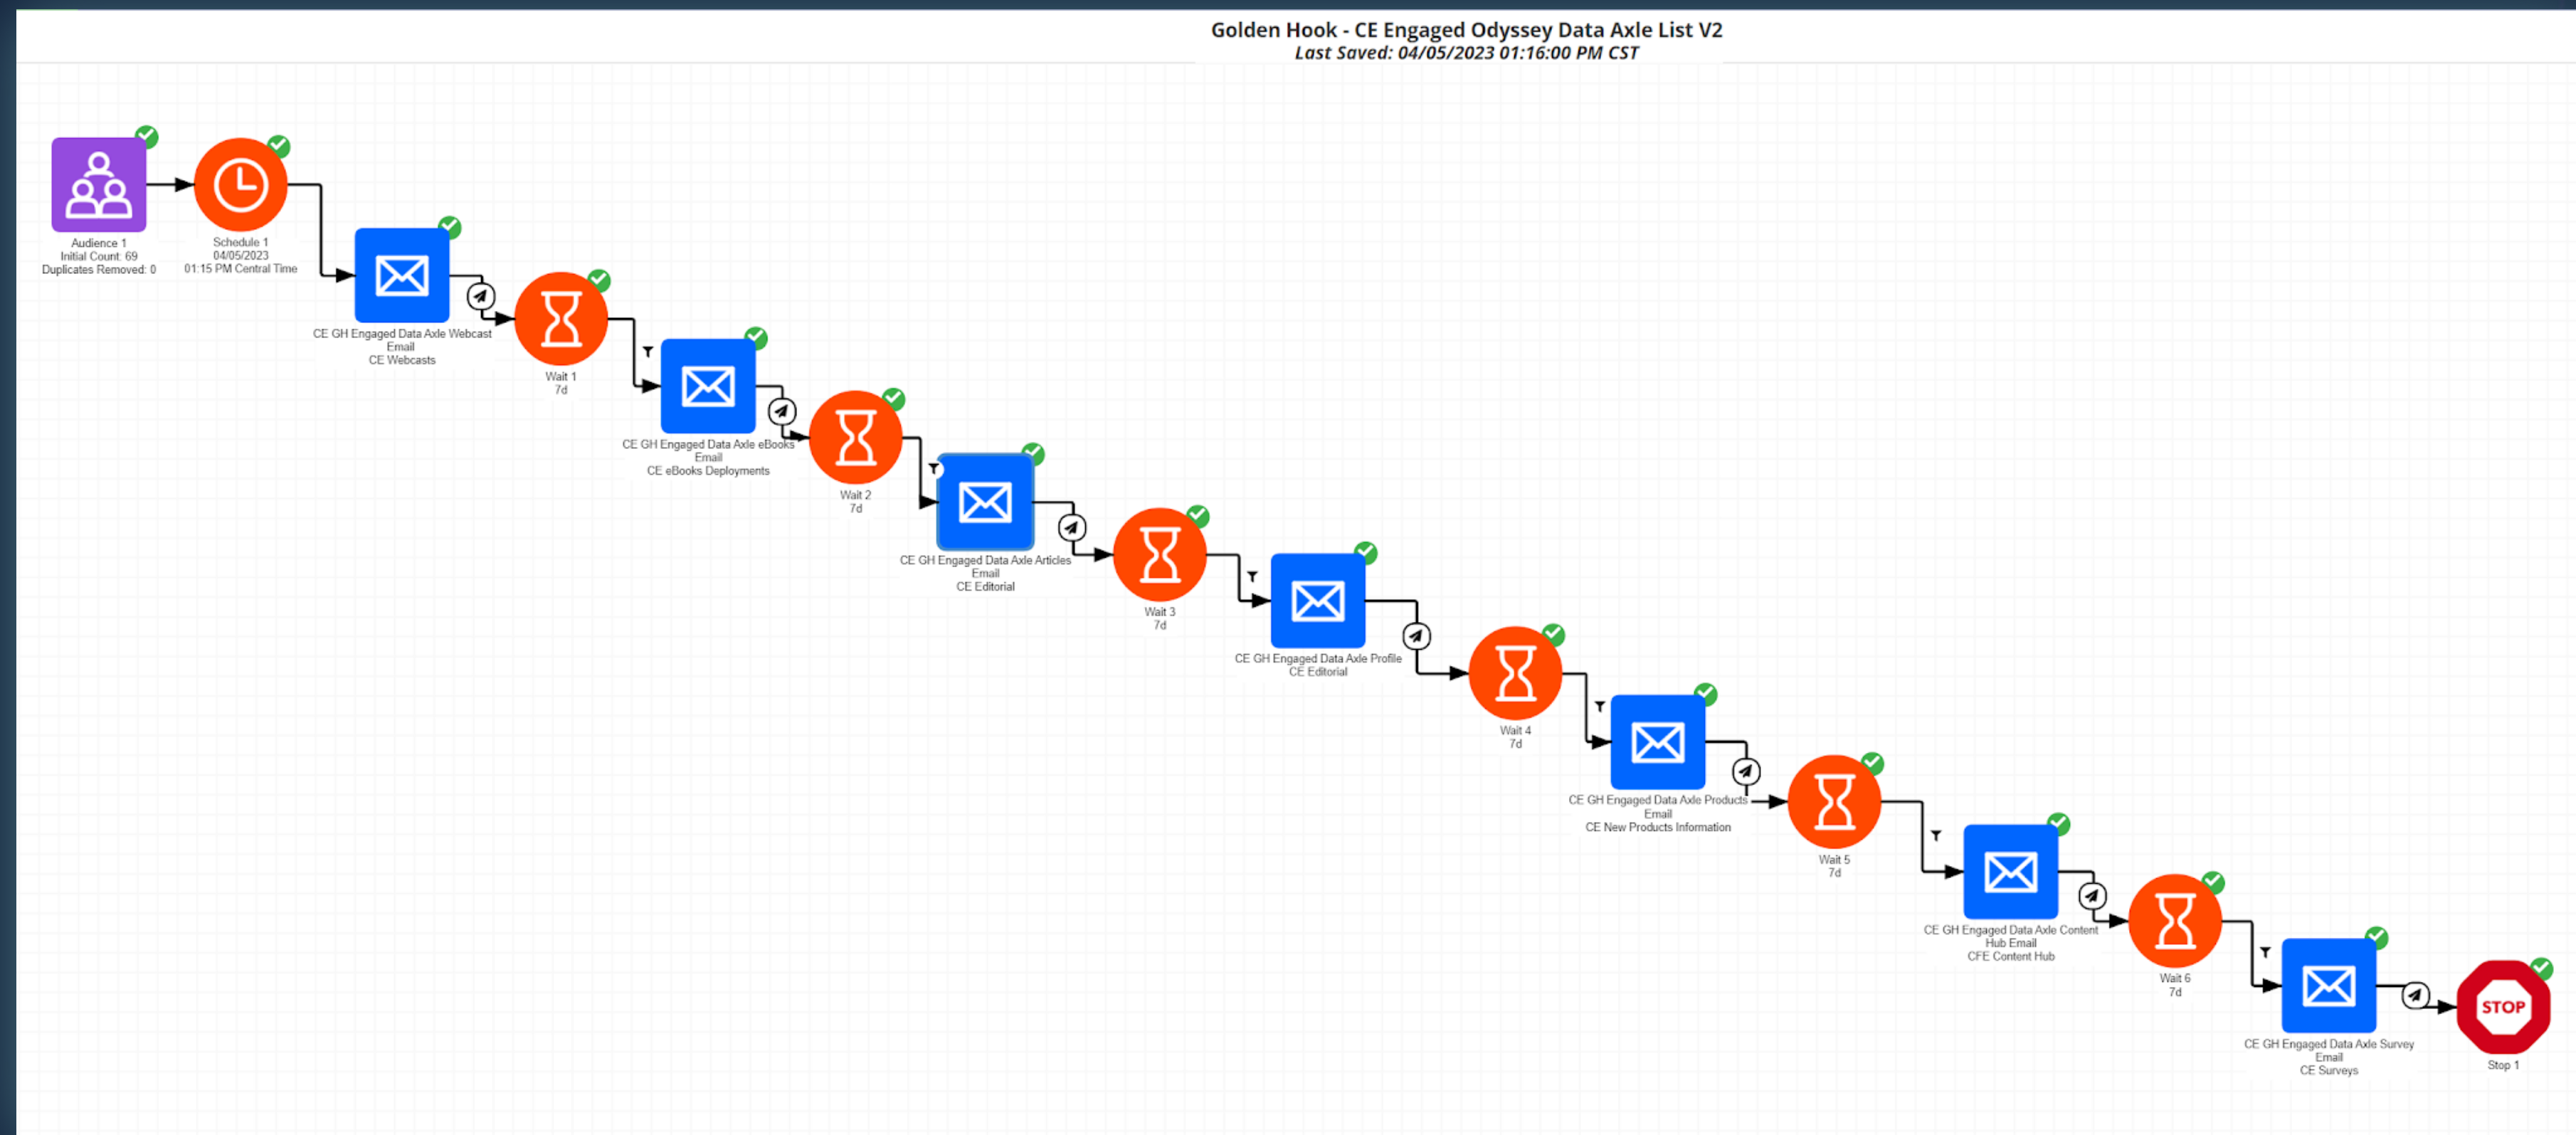 Golden Hook - CE Engaged Odyssey Data Axle List V2
Last Saved: 04/05/2023 01:16:00 PM CST
Audience 1
Initial Count: 69
Duplicates Removed: 0
Schedule 1
04/05/2023
01:15 PM Central Time
CE GH Engaged Data Axle Webcast
Email
CE Webcasts
Wait 1
7d
CE GH Engaged Data Axle eBooks
Email
CE eBooks Deployments
Wait 2
7d
CE GH Engaged Data Axle Articles
Email
CE Editorial
Wait 3
7d
CE GH Engaged Data Axle Profile
CE Editorial
Wait 4
7d
CE GH Engaged Data Axle Products
Email
CE New Products Information
Wait 5
7d
CE GH Engaged Data Axle Content
Hub Email
CFE Content Hub
Wait 6
7d
CE GH Engaged Data Axle Survey
Email
CE Surveys
STOP
Stop 1